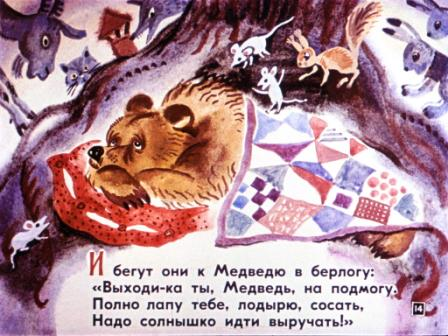 И бегут они к Медведю в берлогу:
«Выходи-ка ты, Медведь, на подмогу.
Полно лапу тебе, лодырю, сосать,
Надо солнышко идти выручать!»
14